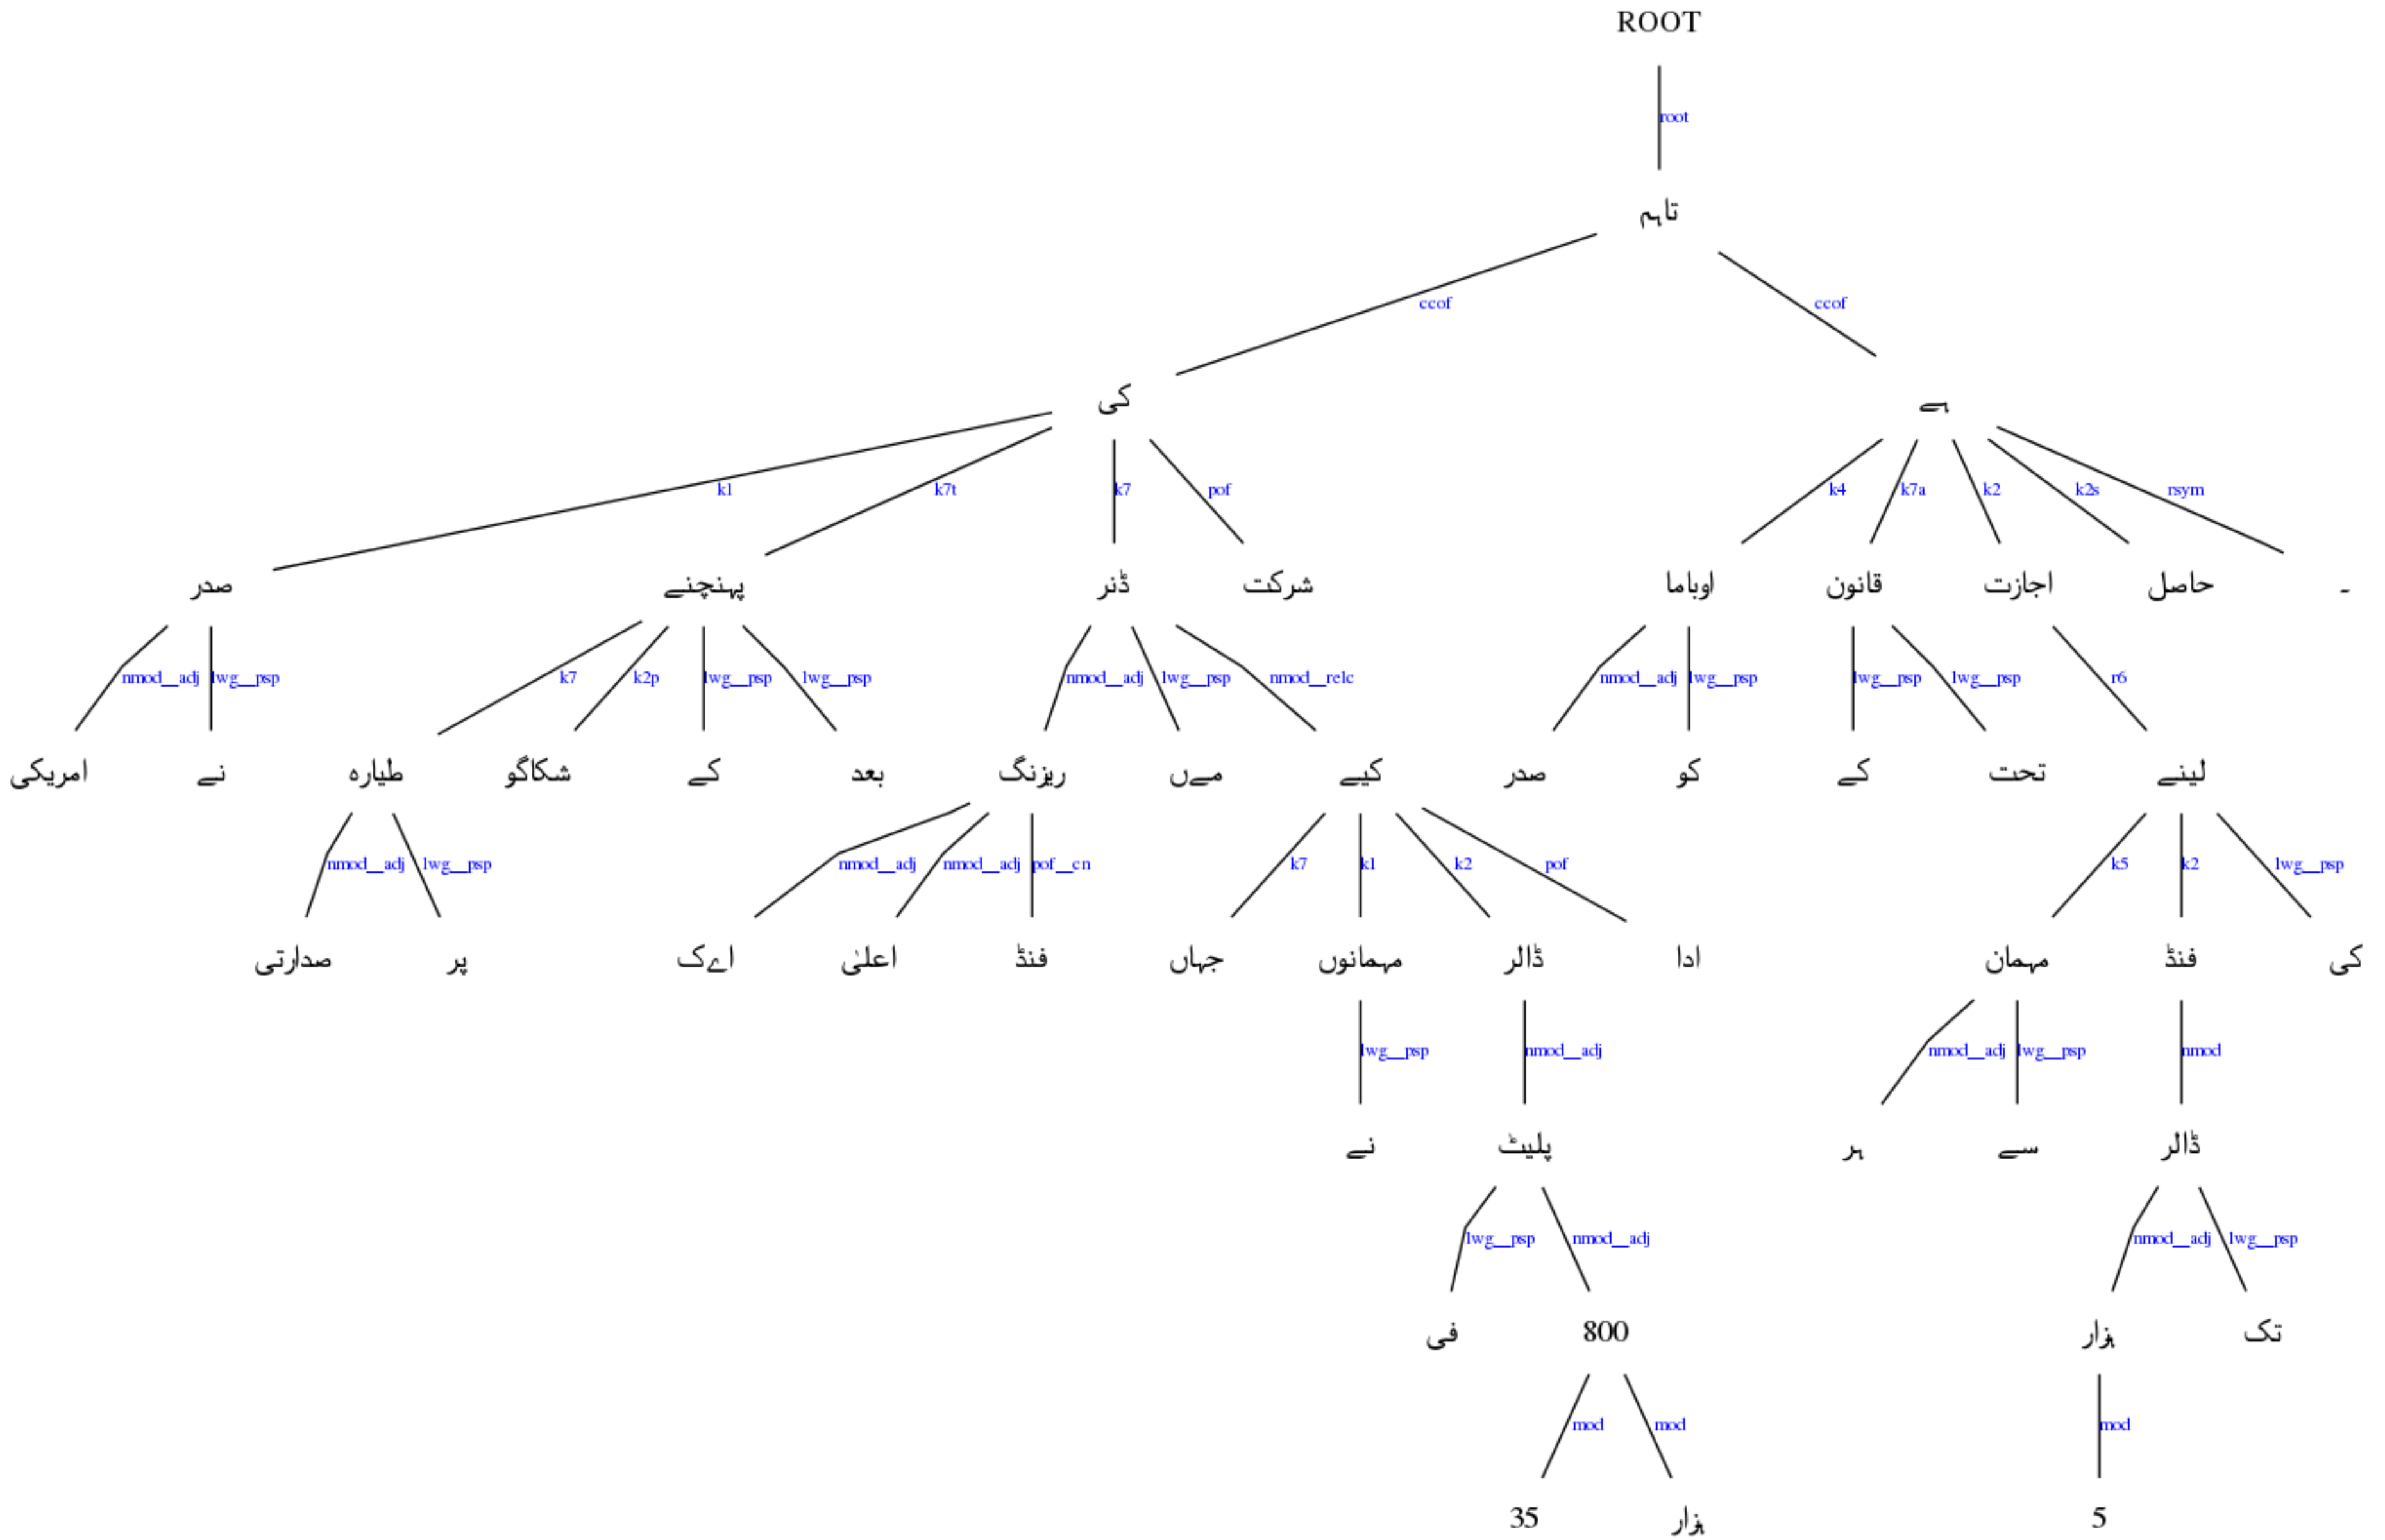 ROOT
root
تاہم
ccof ccof
کی ہے
k1 k7t k7 pof k4 k7a k2 k2s rsym
صدر پہنچنے ڈنر شرکت اوباما قانون اجازت حاصل ۔
nmod__adj lwg__psp k7 k2p lwg__psp lwg__psp nmod__adj lwg__psp nmod__relc nmod__adj lwg__psp lwg__psp lwg__psp r6
امریکی نے طیارہ شکاگو کے بعد ریزنگ مےں کیے صدر کو کے تحت لینے
nmod__adj lwg__psp nmod__adj nmod__adj pof__cn k7 k1 k2 pof k5 k2 lwg__psp
صدارتی پر اےک اعلیٰ فنڈ جہاں مہمانوں ڈالر ادا مہمان فنڈ کی
lwg__psp nmod__adj nmod__adj lwg__psp nmod
نے پلیٹ ہر سے ڈالر
lwg__psp nmod__adj nmod__adj lwg__psp
فی 800 ہزار تک
mod mod mod
35 ہزار 5